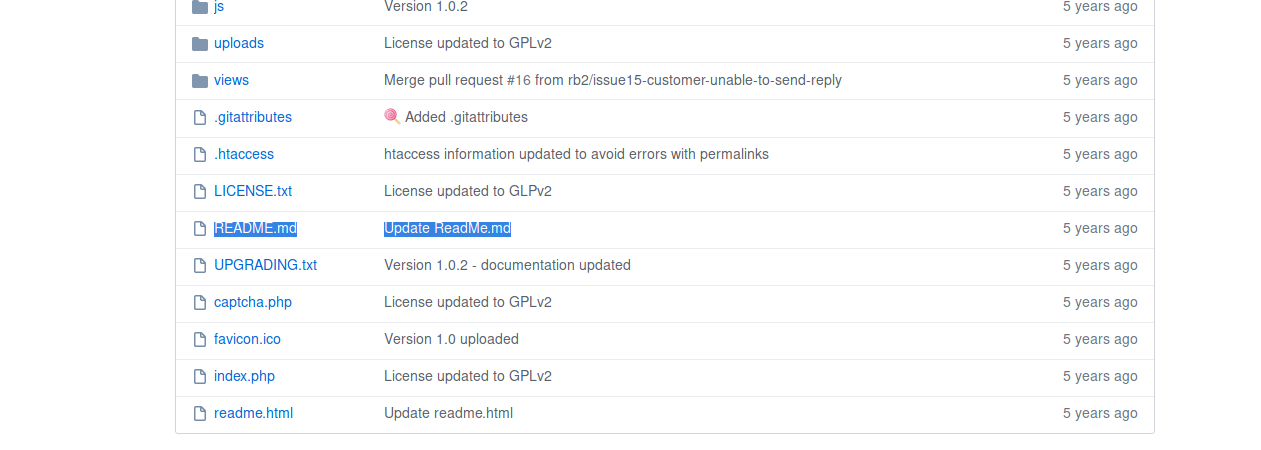 js Version 1.0.2 5 years ago
uploads License updated to GPLv2 5 years ago
views Merge pull request #16 from rb2/issue15-customer-unable-to-send-reply 5 years ago
.gitattributes 🍭 Added .gitattributes 5 years ago
.htaccess htaccess information updated to avoid errors with permalinks 5 years ago
LICENSE.txt License updated to GLPv2 5 years ago
README.md Update ReadMe.md 5 years ago
UPGRADING.txt Version 1.0.2 - documentation updated 5 years ago
captcha.php License updated to GPLv2 5 years ago
favicon.ico Version 1.0 uploaded 5 years ago
index.php License updated to GPLv2 5 years ago
readme.html Update readme.html 5 years ago